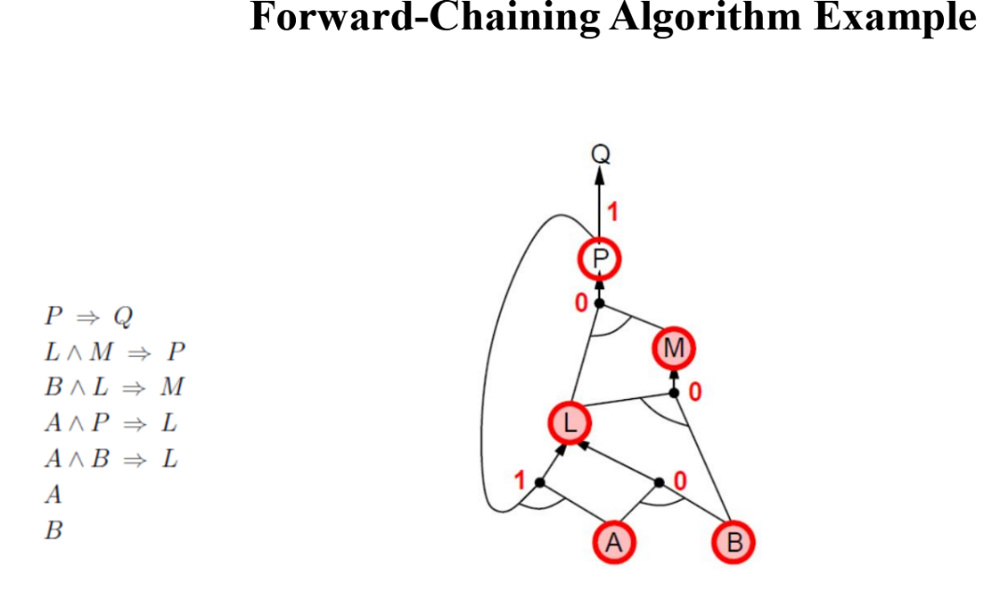 Forward-Chaining Algorithm Example
Q
1
P
0
P ⇒ Q
L ∧ M ⇒ P
M
B ∧ L ⇒ M
0
A ∧ P ⇒ L
L
A ∧ B ⇒ L
1
0
A
B
A
B